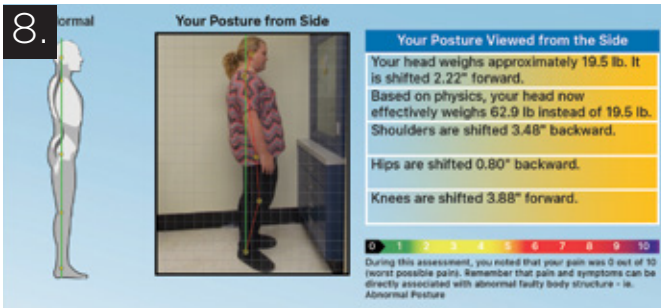 8.
Your Posture from Side
Your Posture Viewed from the Side
Your head weighs approximately 19.5 lb. It
is shifted 2.22" forward.
Based on physics, your head now
effectively weighs 62.9 lb instead of 19.5 lb.
Shoulders are shifted 3.48" backward.
Hips are shifted 0.80" backward.
Knees are shifted 3.88" forward.
0 1 2 3 4 5 6 7 8 9 10
During this assessment, you noted that your pain was 0 out of 10
(worst possible pain). Remember that pain and symptoms can be
directly associated with abnormal faulty body structure - ie.
Abnormal Posture